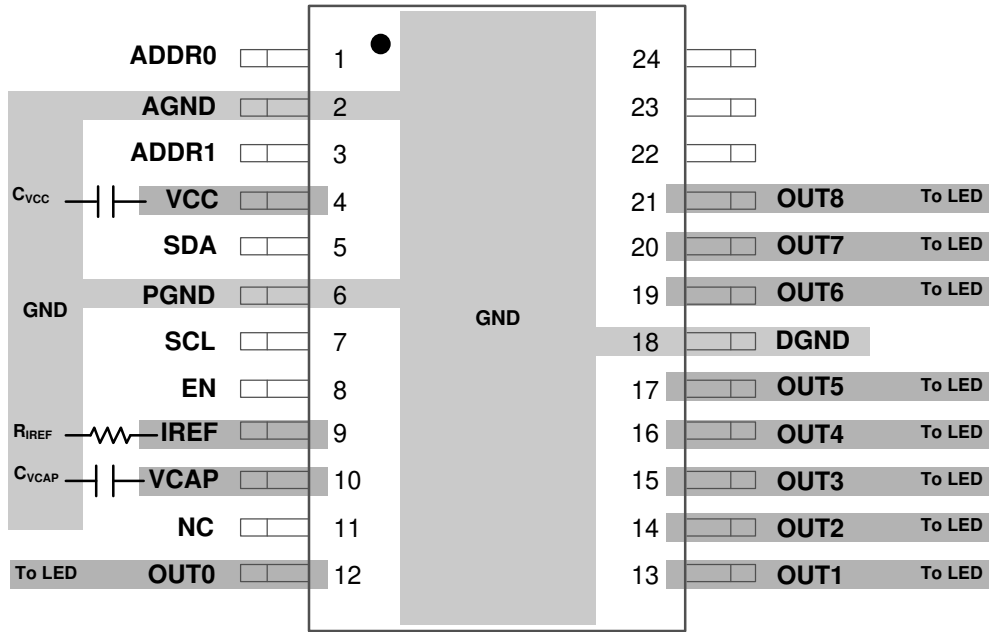 ADDR0 1 24
AGND 2 23
ADDR1 3 22
CVCC VCC 4 21 OUT8 To LED
SDA 5 20 OUT7 To LED
PGND 6 19 OUT6 To LED
GND GND
SCL 7 18 DGND
EN 8 17 OUT5 To LED
RIREF IREF 9 16 OUT4 To LED
CVCAP VCAP 10 15 OUT3 To LED
NC 11 14 OUT2 To LED
To LED OUT0 12 13 OUT1 To LED